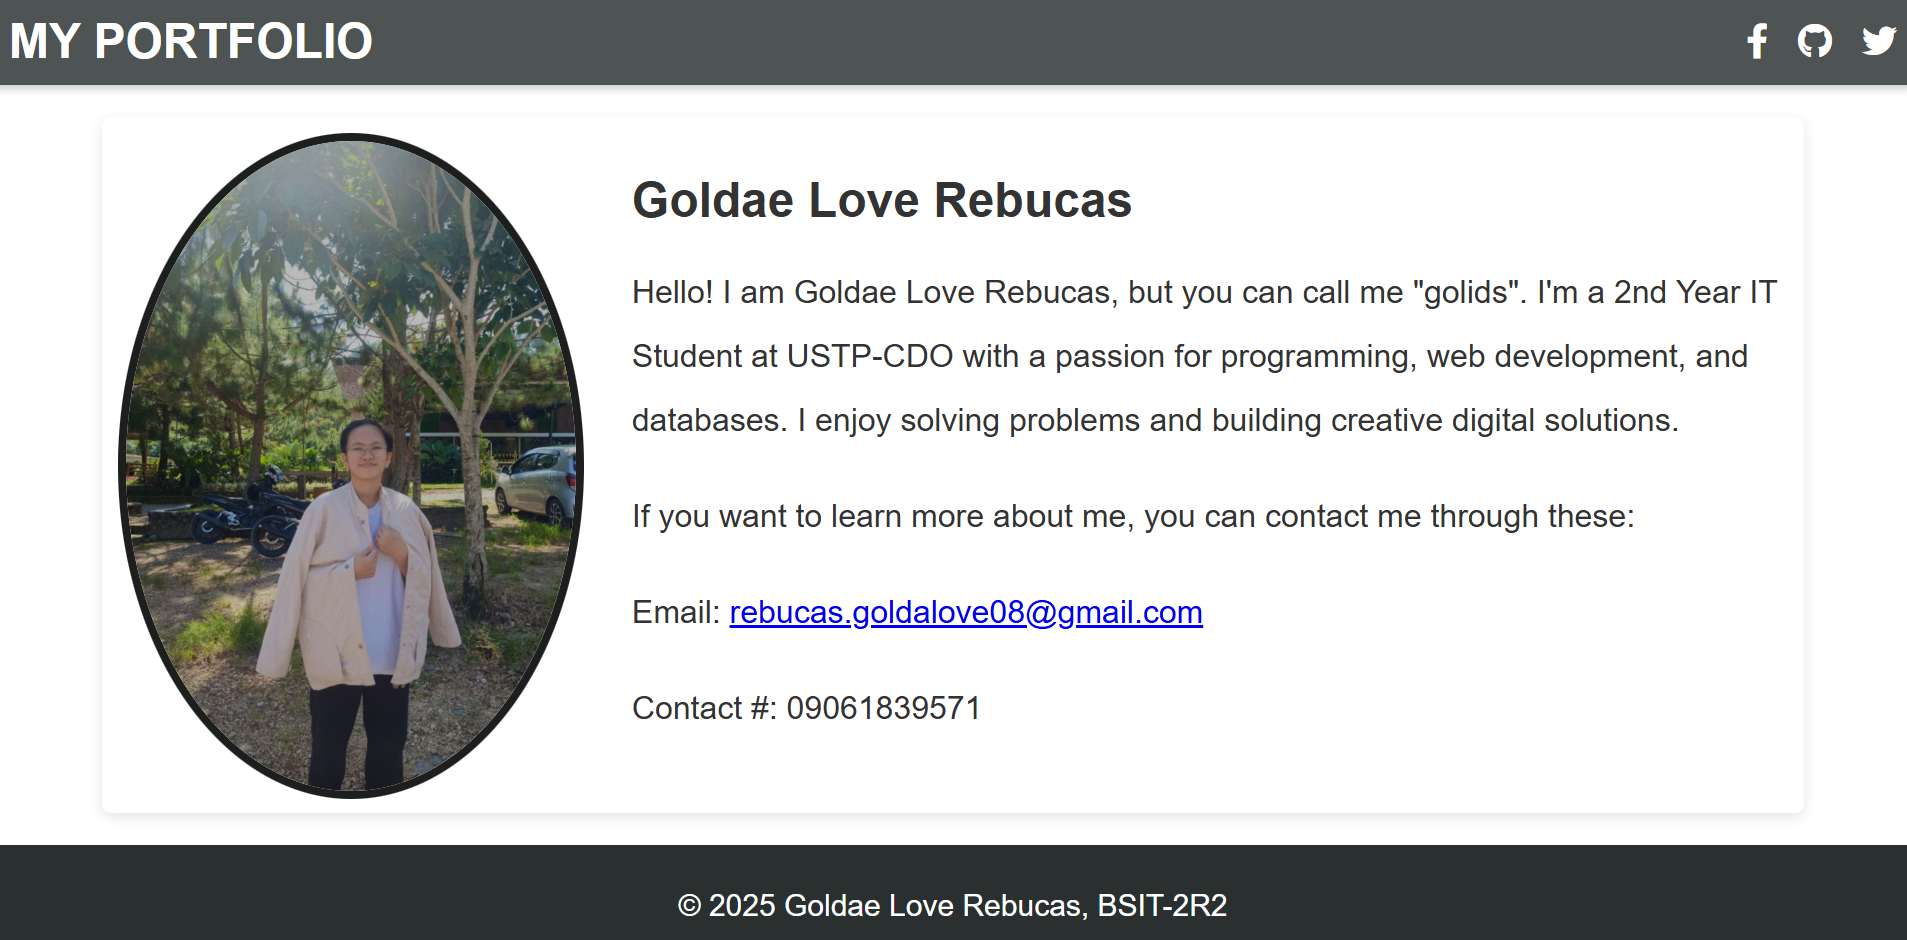 MY PORTFOLIO
Goldae Love Rebucas
Hello! I am Goldae Love Rebucas, but you can call me "golids". I'm a 2nd Year IT
Student at USTP-CDO with a passion for programming, web development, and
databases. I enjoy solving problems and building creative digital solutions.
If you want to learn more about me, you can contact me through these:
Email: rebucas.goldalove08@gmail.com
Contact #: 09061839571
© 2025 Goldae Love Rebucas, BSIT-2R2